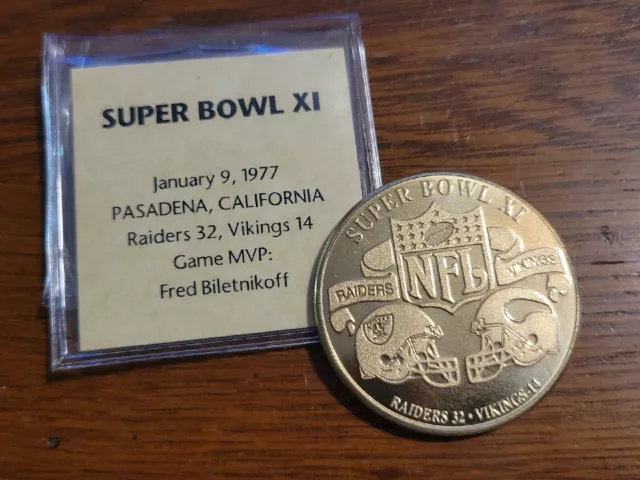 SUPER BOWL XI
January 9, 1977
PASADENA, CALIFORNIA
Raiders 32, Vikings 14
Game MVP:
Fred Biletnikoff
SUPER BOWL XI
NFL
RAIDERS
VIKINGS
RAIDERS 32 • VIKINGS-14